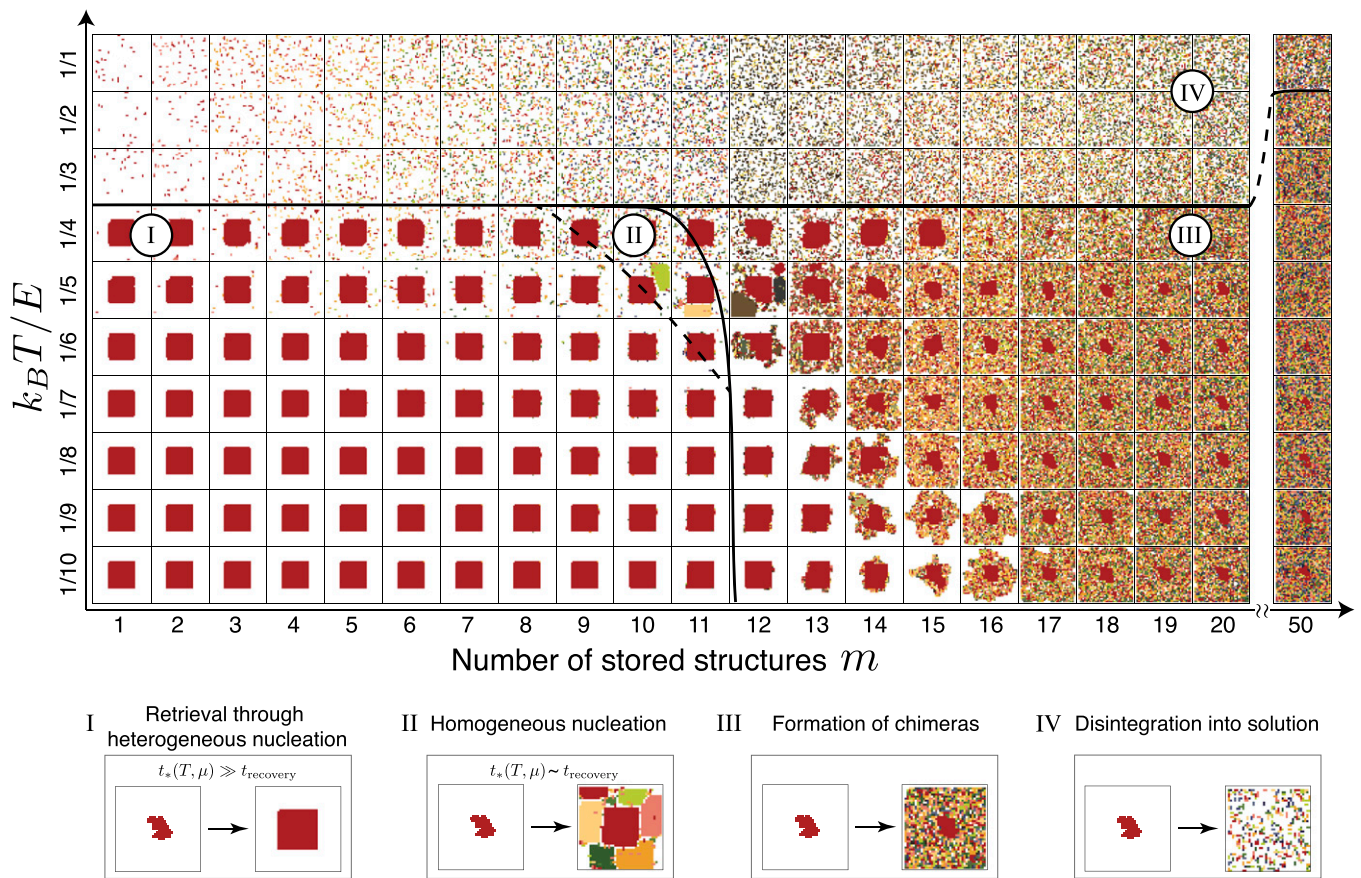 k_B T / E
1/1
1/2
1/3
1/4
1/5
1/6
1/7
1/8
1/9
1/10
IV
I
II
III
1 2 3 4 5 6 7 8 9 10 11 12 13 14 15 16 17 18 19 20 50
Number of stored structures m
I Retrieval through
heterogeneous nucleation
t_*(T, μ) ≫ t_recovery
II Homogeneous nucleation
t_*(T, μ) ~ t_recovery
III Formation of chimeras
IV Disintegration into solution